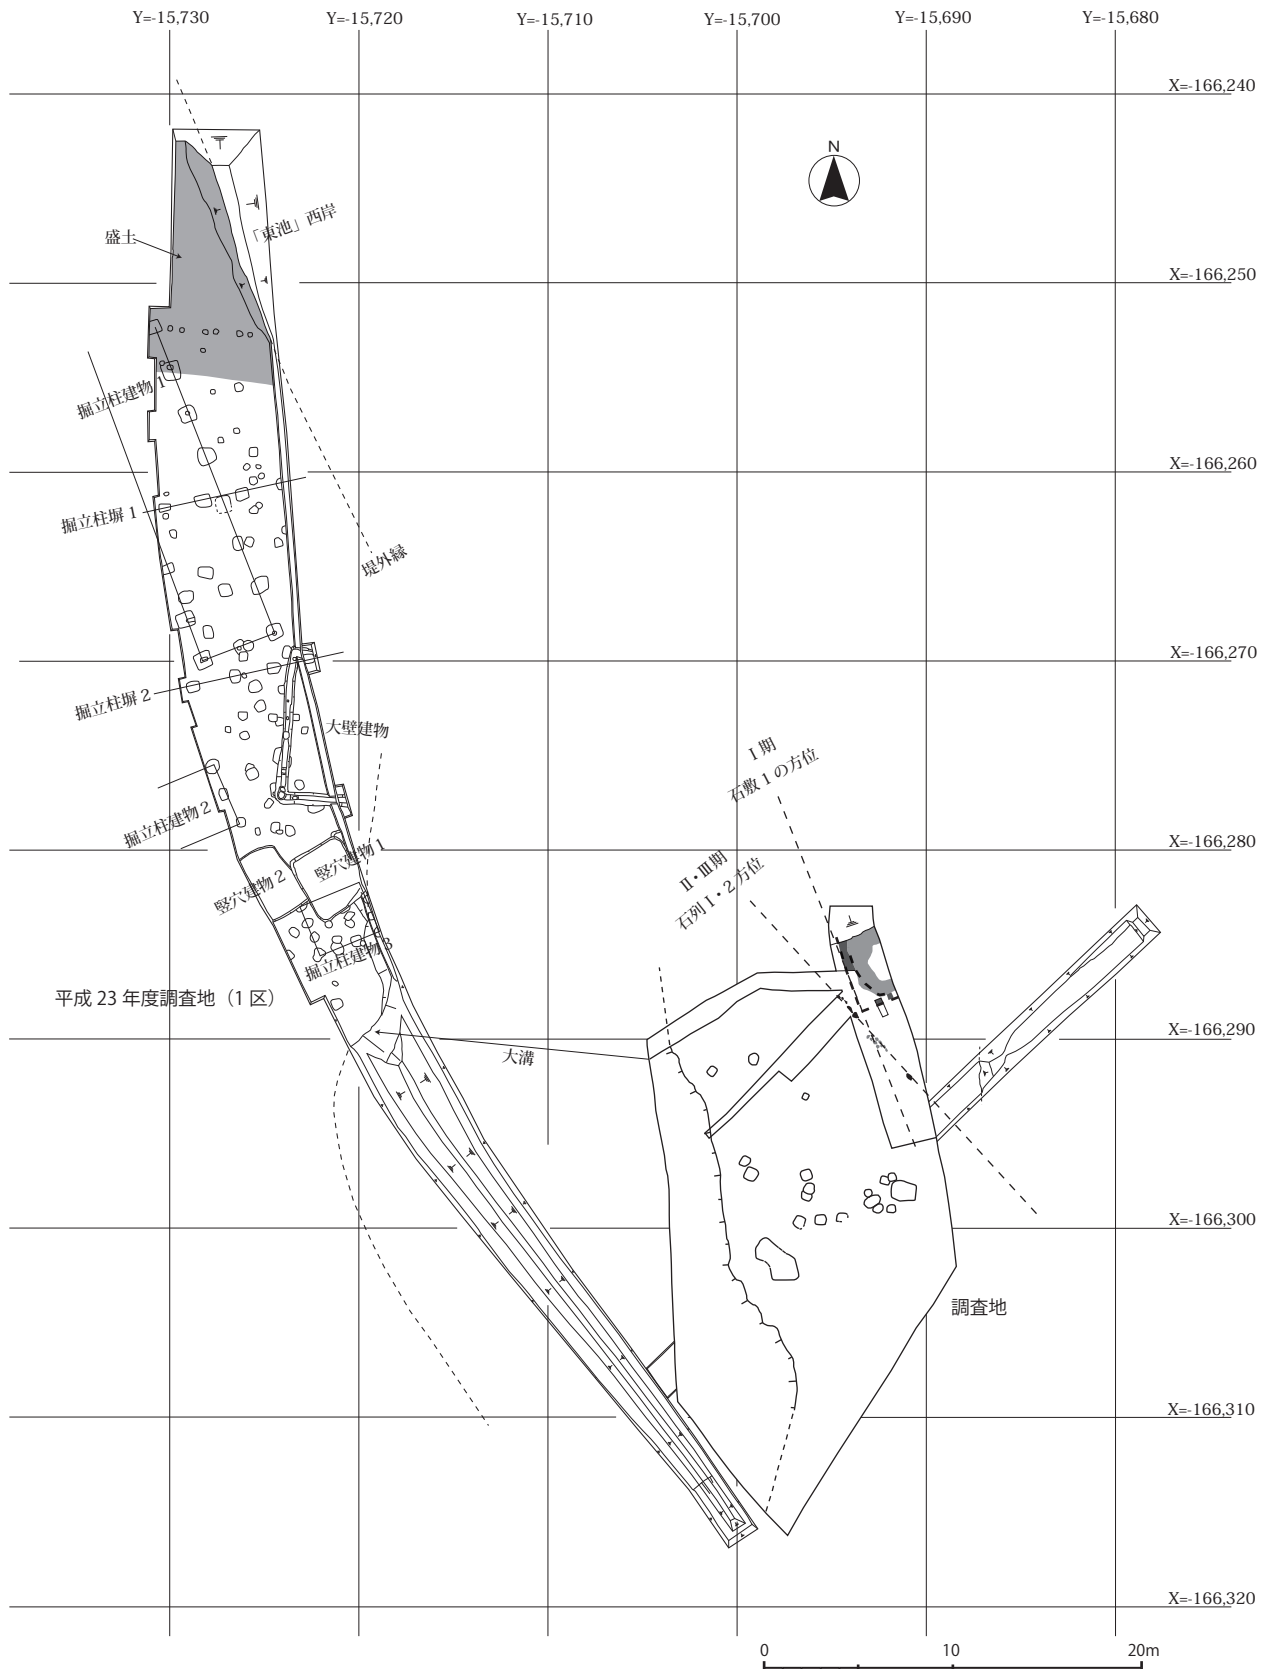 Y=-15,730
Y=-15,720
Y=-15,710
Y=-15,700
Y=-15,690
Y=-15,680
X=-166,240
N
「東池」西岸
盛土
X=-166,250
掘立柱建物 1
X=-166,260
掘立柱塀 1
堤外縁
X=-166,270
掘立柱塀 2
大壁建物
Ⅰ期
石敷 1 の方位
掘立柱建物 2
X=-166,280
竪穴建物 1
竪穴建物 2
Ⅱ・Ⅲ期
石列 1・2 方位
掘立柱建物 3
平成 23 年度調査地（1 区）
X=-166,290
大溝
X=-166,300
調査地
X=-166,310
X=-166,320
0 10 20m